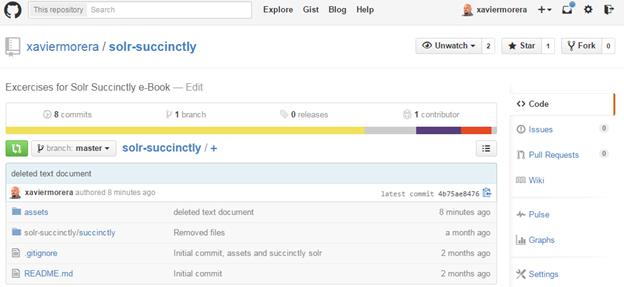 This repository Search Explore Gist Blog Help xaviermorera
xaviermorera / solr-succinctly Unwatch 2 Star 1 Fork 0
Excercises for Solr Succinctly e-Book — Edit
8 commits 1 branch 0 releases 1 contributor
branch: master solr-succinctly / +
deleted text document
xaviermorera authored 8 minutes ago latest commit 4b75ae8476
assets deleted text document 8 minutes ago
solr-succinctly/succinctly Removed files a month ago
.gitignore Initial commit, assets and succinctly solr 2 months ago
README.md Initial commit 2 months ago
Code
Issues 0
Pull Requests 0
Wiki
Pulse
Graphs
Settings